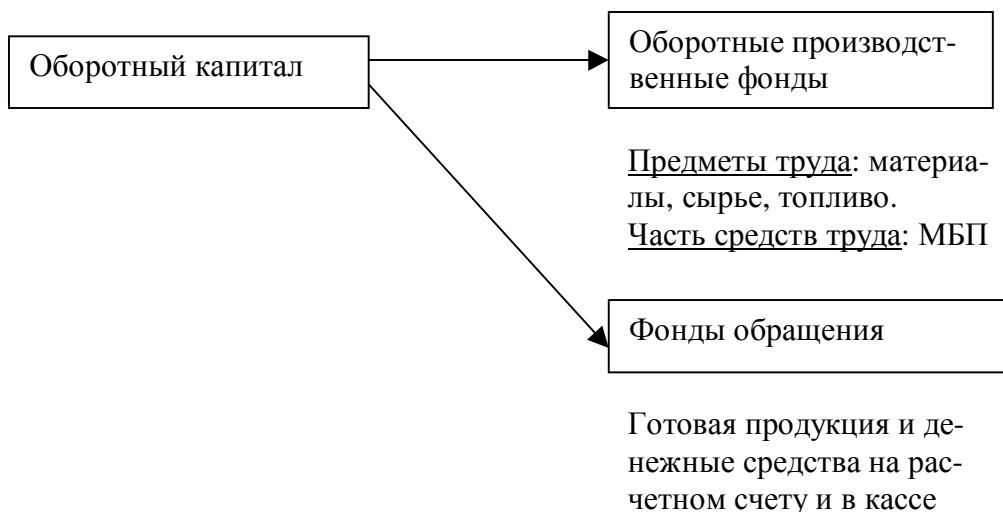 Оборотный капитал
Оборотные производст-
венные фонды
Предметы труда: материа-
лы, сырье, топливо.
Часть средств труда: МБП
Фонды обращения
Готовая продукция и де-
нежные средства на рас-
четном счету и в кассе